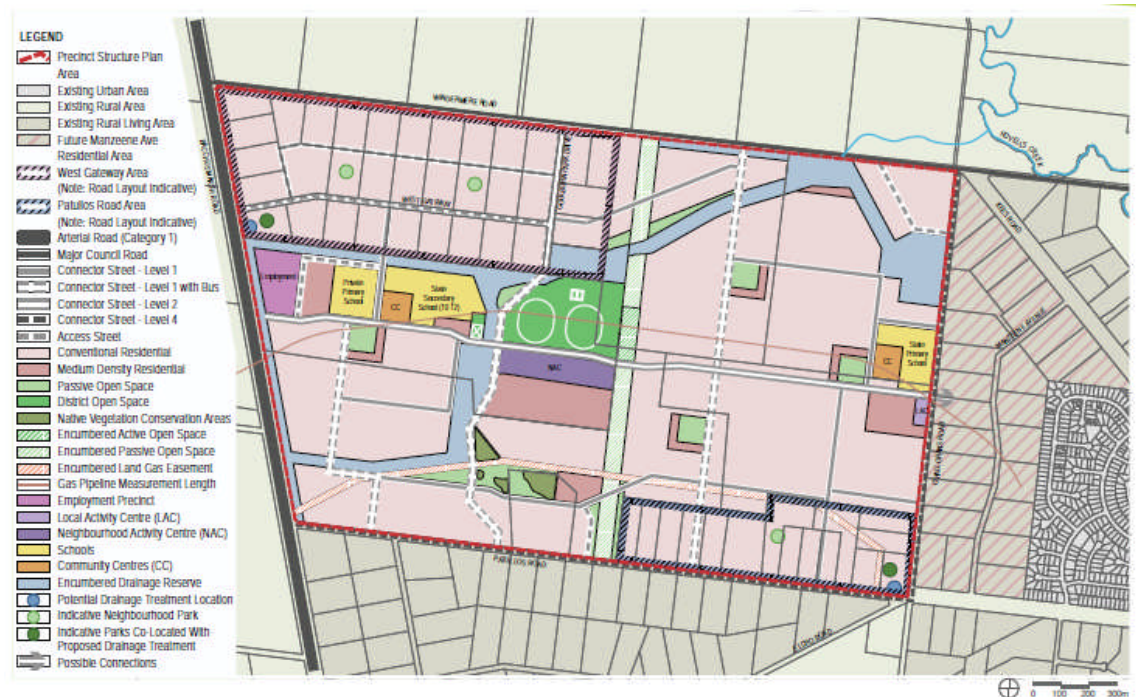 LEGEND
Precinct Structure Plan
Area
Existing Urban Area
Existing Rural Area
Existing Rural Living Area
Future Manzeene Ave
Residential Area
West Gateway Area
(Note: Road Layout Indicative)
Patullos Road Area
(Note: Road Layout Indicative)
Arterial Road (Category 1)
Major Council Road
Connector Street - Level 1
Connector Street - Level 1 with Bus
Connector Street - Level 2
Connector Street - Level 4
Access Street
Conventional Residential
Medium Density Residential
Passive Open Space
District Open Space
Native Vegetation Conservation Areas
Encumbered Active Open Space
Encumbered Passive Open Space
Encumbered Land Gas Easement
Gas Pipeline Measurement Length
Employment Precinct
Local Activity Centre (LAC)
Neighbourhood Activity Centre (NAC)
Schools
Community Centres (CC)
Encumbered Drainage Reserve
Potential Drainage Treatment Location
Indicative Neighbourhood Park
Indicative Parks Co-Located With
Proposed Drainage Treatment
Possible Connections
WINDERMERE ROAD
HOVELLS CREEK
Employment
Private
Primary
School
CC
State
Secondary
School (10-12)
NAC
State
Primary
School
CC
PATULLOS ROAD
0 100 200 300m